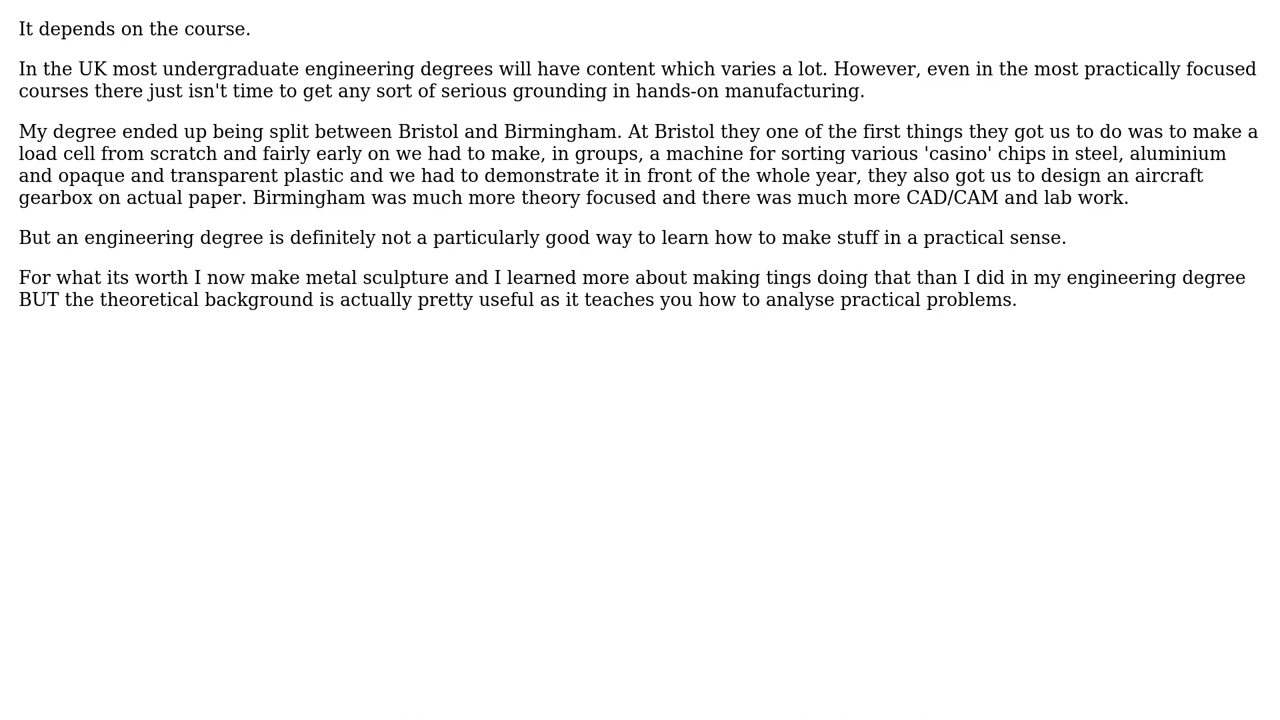 It depends on the course.
In the UK most undergraduate engineering degrees will have content which varies a lot. However, even in the most practically focused
courses there just isn't time to get any sort of serious grounding in hands-on manufacturing.
My degree ended up being split between Bristol and Birmingham. At Bristol they one of the first things they got us to do was to make a
load cell from scratch and fairly early on we had to make, in groups, a machine for sorting various 'casino' chips in steel, aluminium
and opaque and transparent plastic and we had to demonstrate it in front of the whole year, they also got us to design an aircraft
gearbox on actual paper. Birmingham was much more theory focused and there was much more CAD/CAM and lab work.
But an engineering degree is definitely not a particularly good way to learn how to make stuff in a practical sense.
For what its worth I now make metal sculpture and I learned more about making tings doing that than I did in my engineering degree
BUT the theoretical background is actually pretty useful as it teaches you how to analyse practical problems.